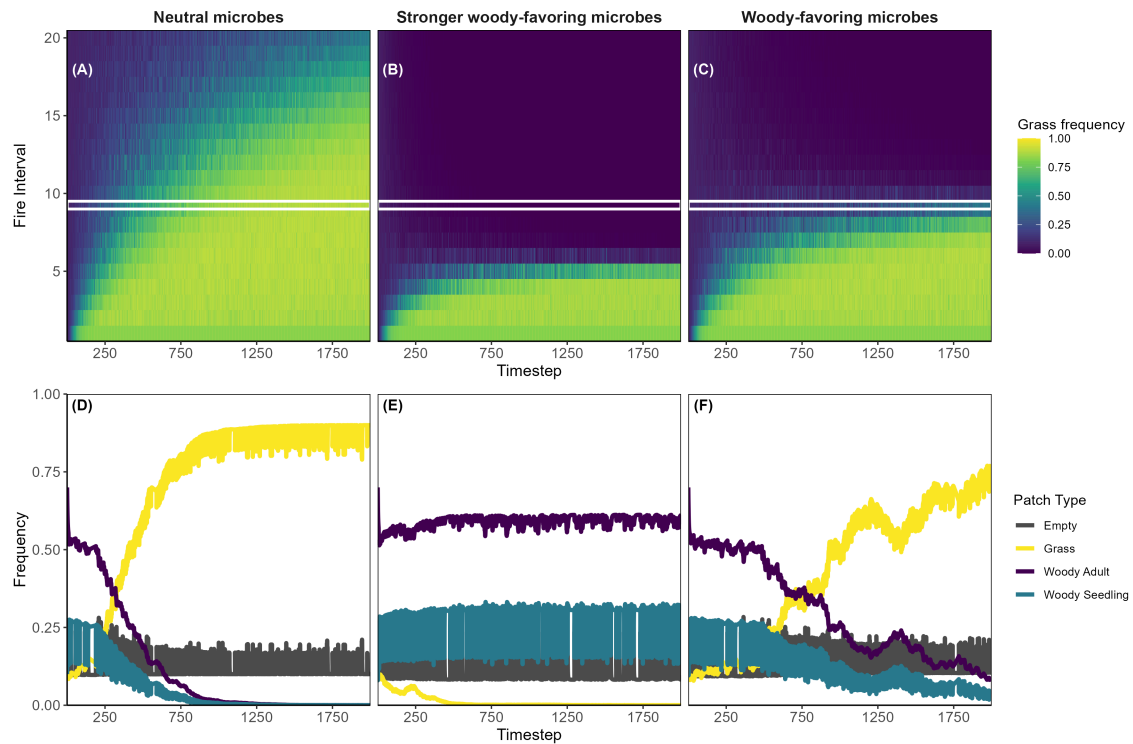 Neutral microbes Stronger woody-favoring microbes Woody-favoring microbes
(A) (B) (C)
20
15
10
5
Fire Interval
250 750 1250 1750 250 750 1250 1750 250 750 1250 1750
Timestep
Grass frequency
1.00
0.75
0.50
0.25
0.00
(D) (E) (F)
1.00
0.75
0.50
0.25
0.00
Frequency
250 750 1250 1750 250 750 1250 1750 250 750 1250 1750
Timestep
Patch Type
Empty
Grass
Woody Adult
Woody Seedling